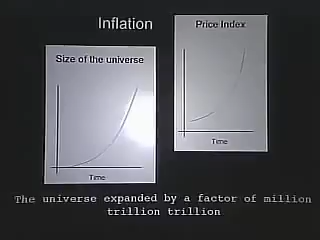 Inflation
Price Index
Size of the universe
Time
Time
The universe expanded by a factor of million
trillion trillion